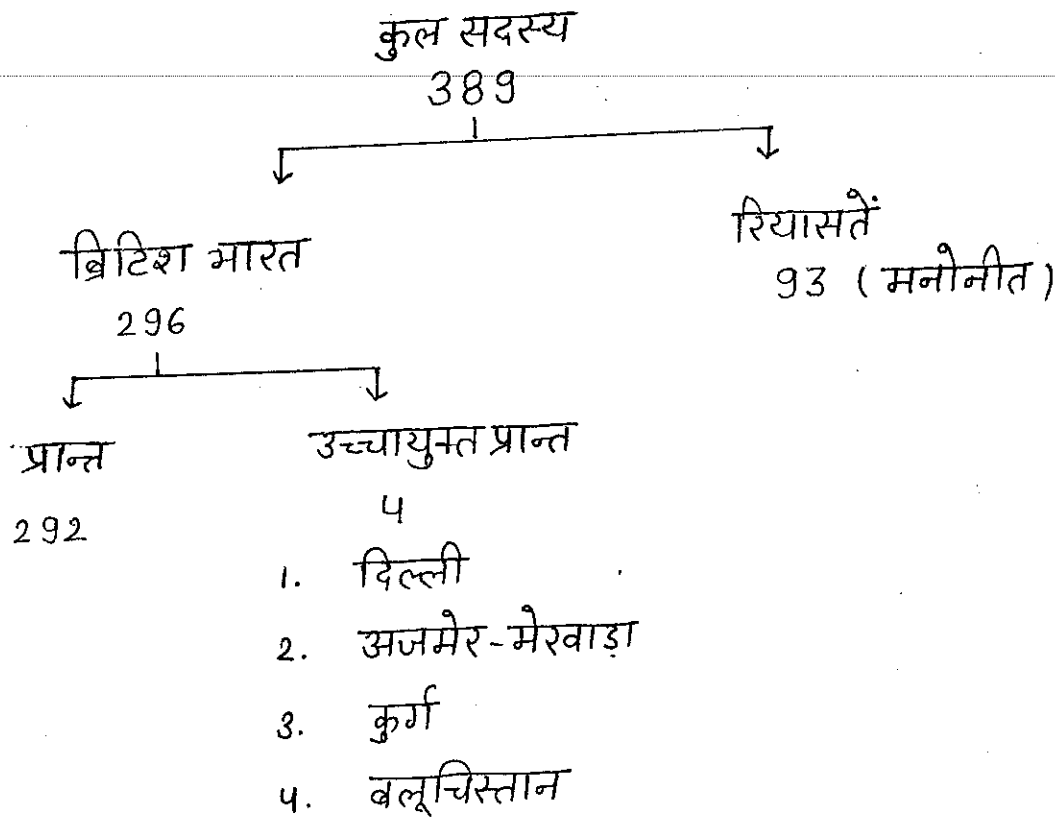 कुल सदस्य
389
ब्रिटिश भारत
296
रियासतें
93 (मनोनीत)
प्रान्त
292
उच्चायुक्त प्रान्त
4
1. दिल्ली
2. अजमेर-मेरवाड़ा
3. कुर्ग
4. बलूचिस्तान